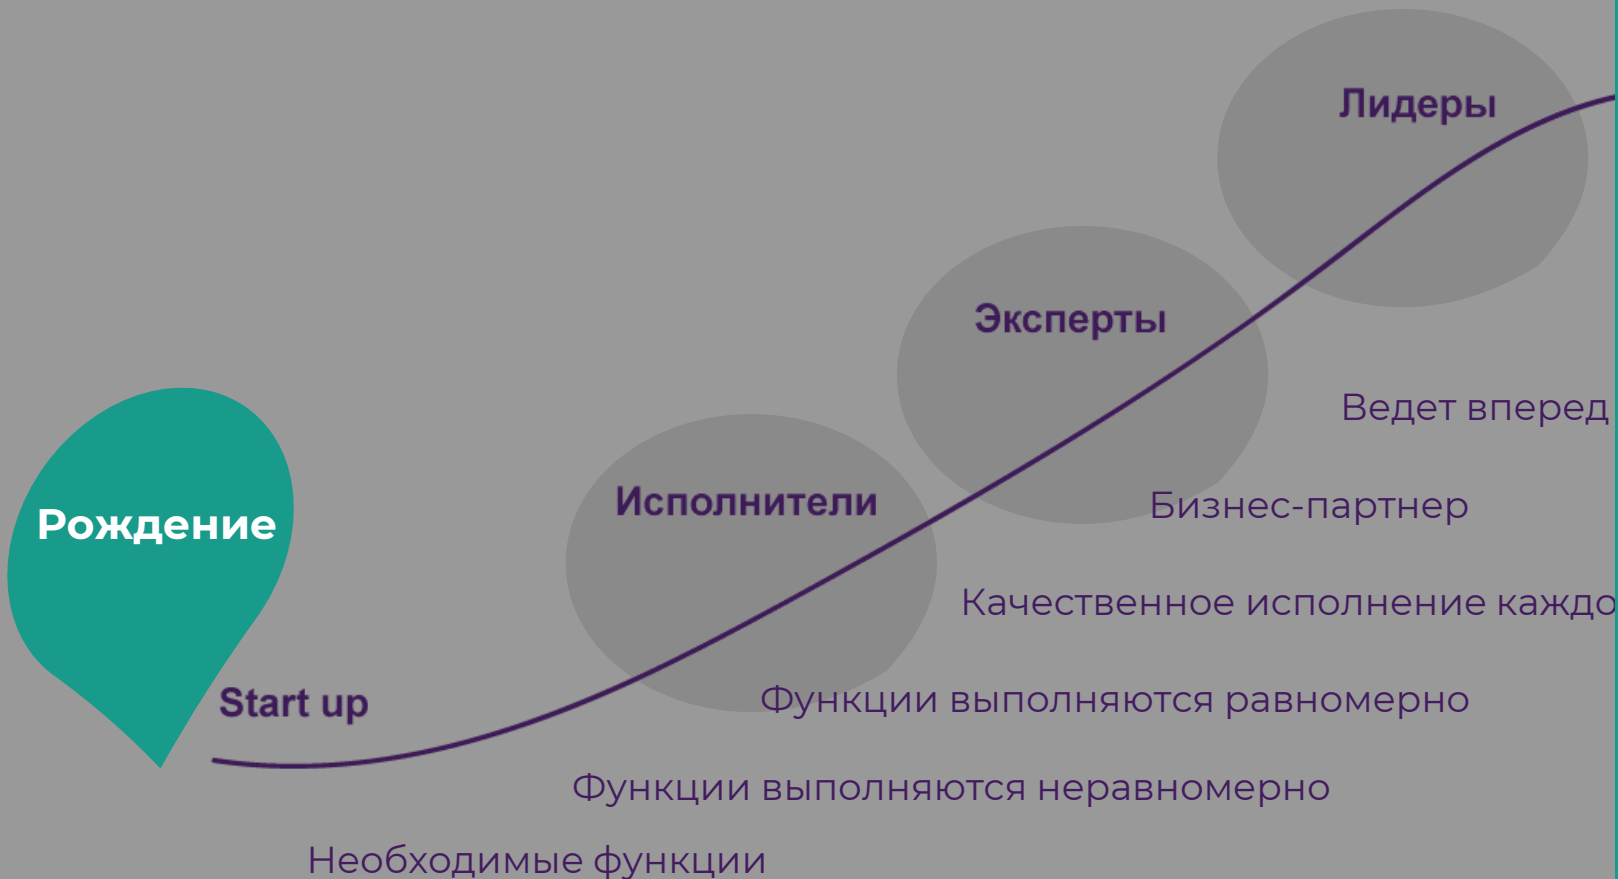 Лидеры
Эксперты
Ведет вперед
Исполнители
Бизнес-партнер
Рождение
Качественное исполнение каждо
Start up
Функции выполняются равномерно
Функции выполняются неравномерно
Необходимые функции